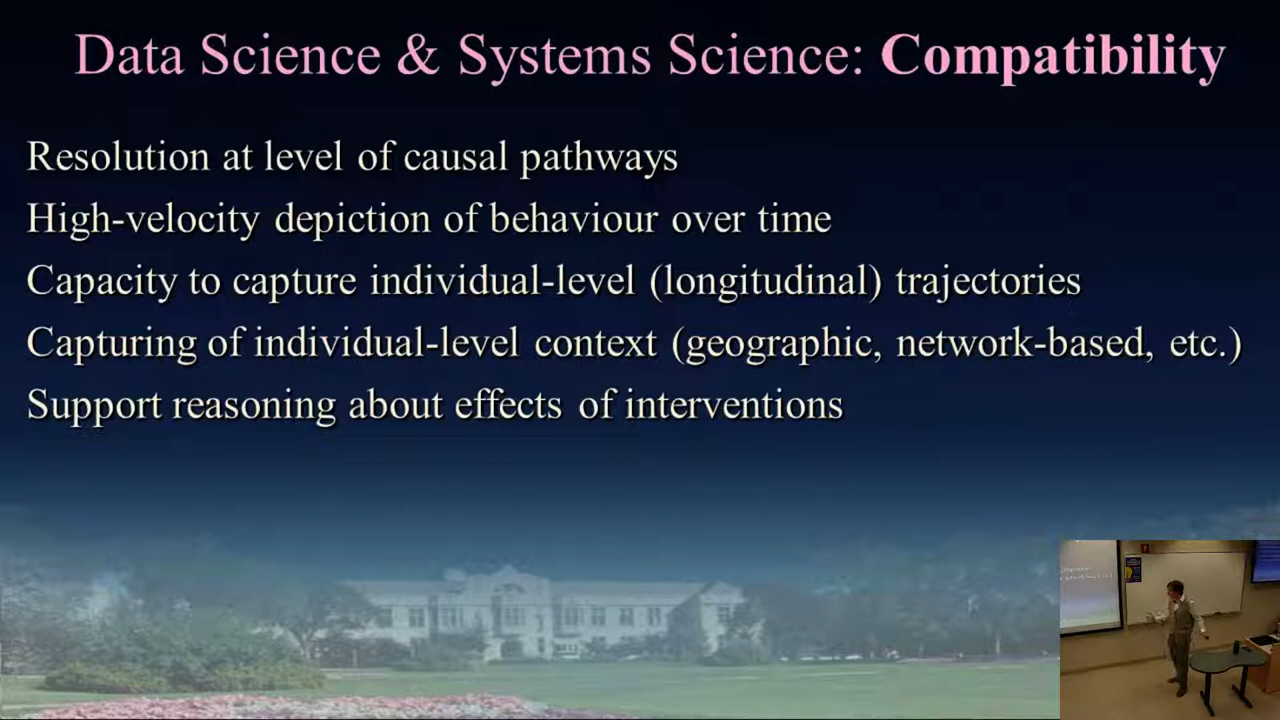 Data Science & Systems Science: Compatibility
Resolution at level of causal pathways
High-velocity depiction of behaviour over time
Capacity to capture individual-level (longitudinal) trajectories
Capturing of individual-level context (geographic, network-based, etc.)
Support reasoning about effects of interventions